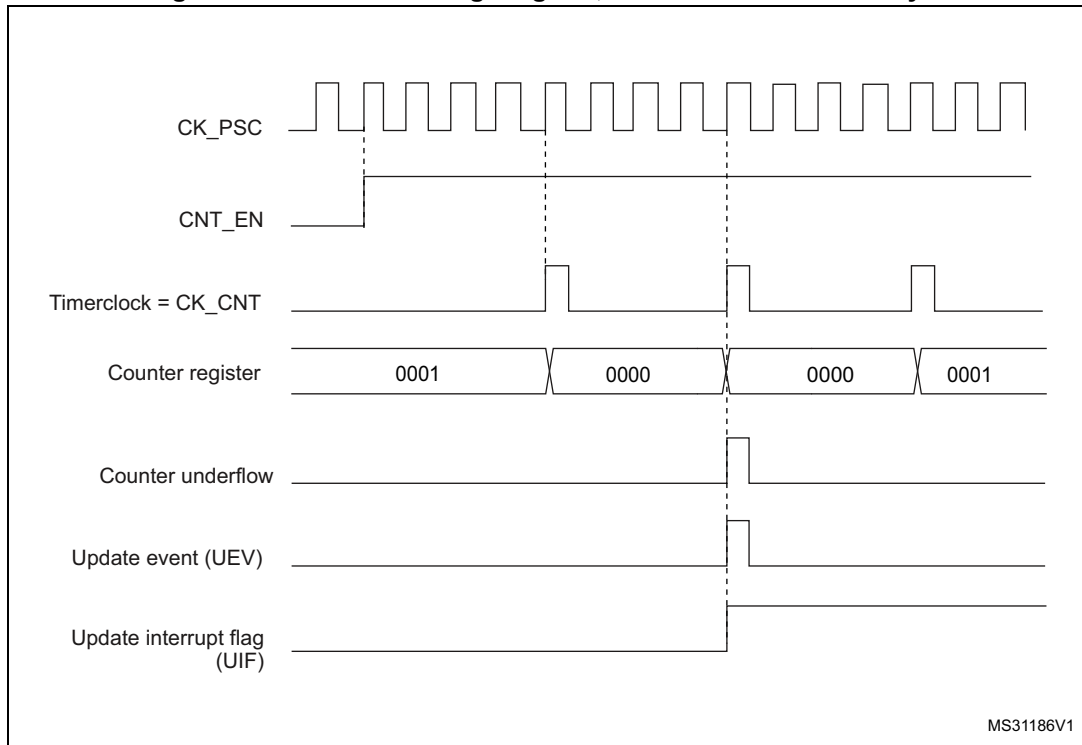 CK_PSC
CNT_EN
Timerclock = CK_CNT
Counter register 0001 0000 0000 0001
Counter underflow
Update event (UEV)
Update interrupt flag
(UIF)
MS31186V1